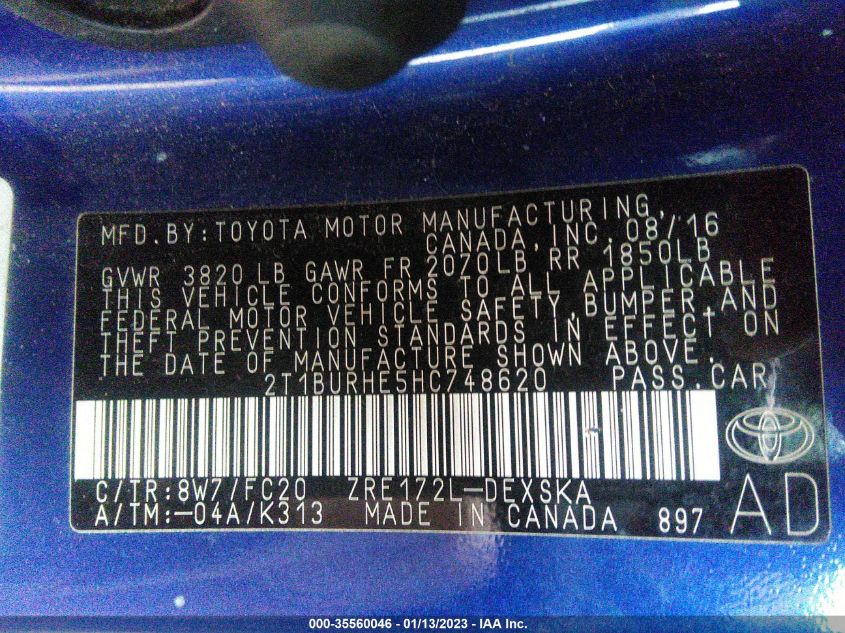 MFD.BY:TOYOTA MOTOR MANUFACTURING,
CANADA, INC. 08/16
GVWR 3820 LB GAWR FR 2070LB RR 1850LB
THIS VEHICLE CONFORMS TO ALL APPLICABLE
FEDERAL MOTOR VEHICLE SAFETY,BUMPER,AND
THEFT PREVENTION STANDARDS IN EFFECT ON
THE DATE OF MANUFACTURE SHOWN ABOVE.
2T1BURHE5HC748620 PASS.CAR
C/TR:8W7/FC20 ZRE172L-DEXSKA
A/TM:-04A/K313 MADE IN CANADA 897 AD
000-35560046 - 01/13/2023 - IAA Inc.